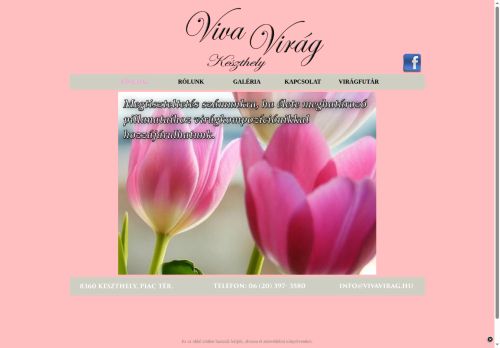 Viva Virág
Keszthely
FŐOLDAL
RÓLUNK GALÉRIA KAPCSOLAT VIRÁGFUTÁR
Megtiszteltetés számunkra, ha élete meghatározó
pillanataihoz virágkompozícióinkkal
hozzájárulhatunk.
8360 KESZTHELY, PIAC TÉR. TELEFON: 06 (20) 397- 3580 INFO@VIVAVIRAG.HU